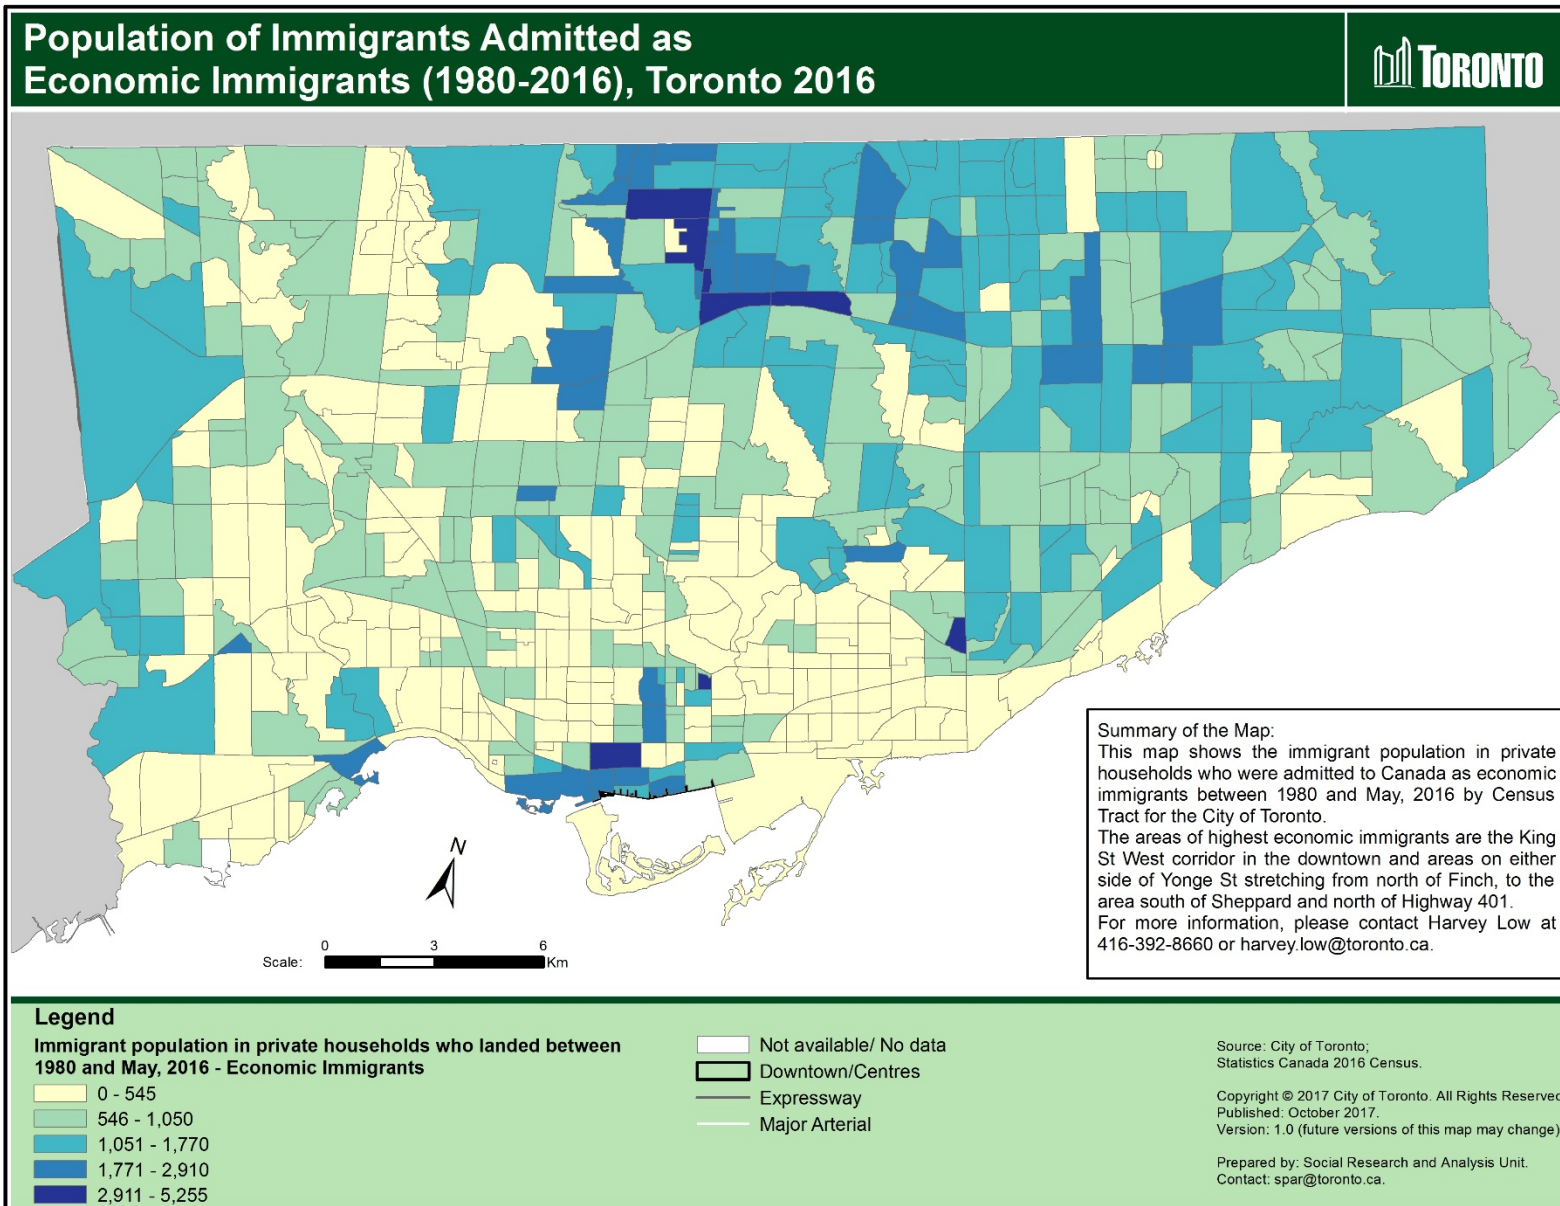 Population of Immigrants Admitted as
Economic Immigrants (1980-2016), Toronto 2016
TORONTO
Summary of the Map:
This map shows the immigrant population in private
households who were admitted to Canada as economic
immigrants between 1980 and May, 2016 by Census
Tract for the City of Toronto.
The areas of highest economic immigrants are the King
St West corridor in the downtown and areas on either
side of Yonge St stretching from north of Finch, to the
area south of Sheppard and north of Highway 401.
For more information, please contact Harvey Low at
416-392-8660 or harvey.low@toronto.ca.
N
0 3 6
Scale: Km
Legend
Immigrant population in private households who landed between
1980 and May, 2016 - Economic Immigrants
0 - 545
546 - 1,050
1,051 - 1,770
1,771 - 2,910
2,911 - 5,255
Not available/ No data
Downtown/Centres
Expressway
Major Arterial
Source: City of Toronto;
Statistics Canada 2016 Census.
Copyright © 2017 City of Toronto. All Rights Reserved
Published: October 2017.
Version: 1.0 (future versions of this map may change)
Prepared by: Social Research and Analysis Unit.
Contact: spar@toronto.ca.